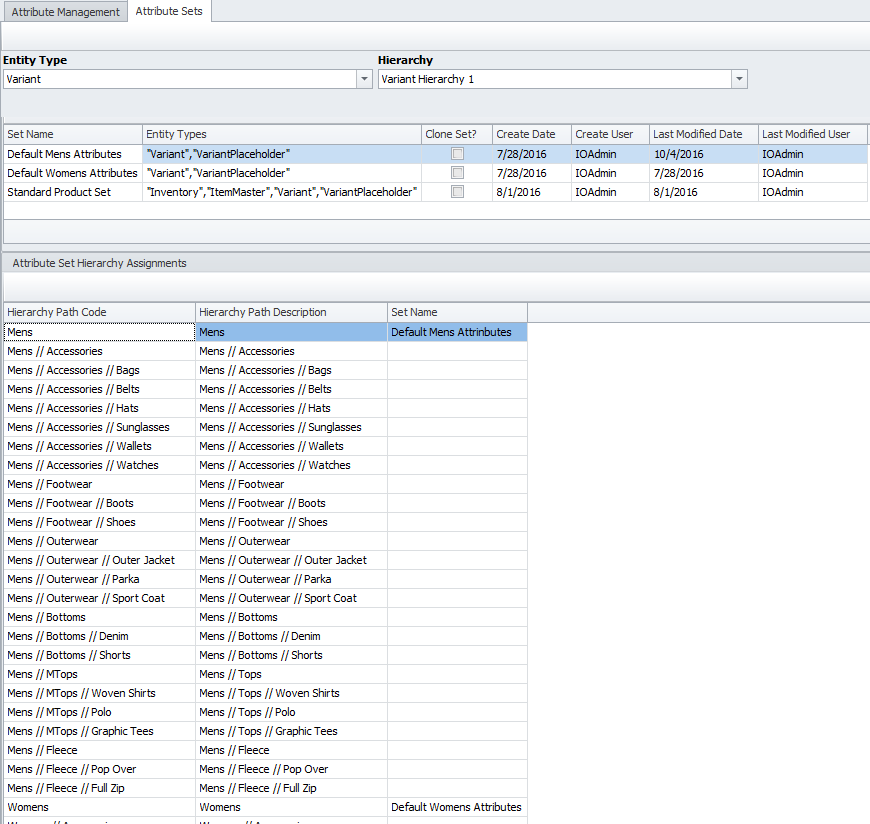 Attribute Management Attribute Sets
Entity Type Hierarchy
Variant Variant Hierarchy 1
Set Name Entity Types Clone Set? Create Date Create User Last Modified Date Last Modified User
Default Mens Attributes "Variant","VariantPlaceholder" 7/28/2016 IOAdmin 10/4/2016 IOAdmin
Default Womens Attributes "Variant","VariantPlaceholder" 7/28/2016 IOAdmin 7/28/2016 IOAdmin
Standard Product Set "Inventory","ItemMaster","Variant","VariantPlaceholder" 8/1/2016 IOAdmin 8/1/2016 IOAdmin
Attribute Set Hierarchy Assignments
Hierarchy Path Code Hierarchy Path Description Set Name
Mens Mens Default Mens Attributes
Mens // Accessories Mens // Accessories
Mens // Accessories // Bags Mens // Accessories // Bags
Mens // Accessories // Belts Mens // Accessories // Belts
Mens // Accessories // Hats Mens // Accessories // Hats
Mens // Accessories // Sunglasses Mens // Accessories // Sunglasses
Mens // Accessories // Wallets Mens // Accessories // Wallets
Mens // Accessories // Watches Mens // Accessories // Watches
Mens // Footwear Mens // Footwear
Mens // Footwear // Boots Mens // Footwear // Boots
Mens // Footwear // Shoes Mens // Footwear // Shoes
Mens // Outerwear Mens // Outerwear
Mens // Outerwear // Outer Jacket Mens // Outerwear // Outer Jacket
Mens // Outerwear // Parka Mens // Outerwear // Parka
Mens // Outerwear // Sport Coat Mens // Outerwear // Sport Coat
Mens // Bottoms Mens // Bottoms
Mens // Bottoms // Denim Mens // Bottoms // Denim
Mens // Bottoms // Shorts Mens // Bottoms // Shorts
Mens // MTops Mens // Tops
Mens // MTops // Woven Shirts Mens // Tops // Woven Shirts
Mens // MTops // Polo Mens // Tops // Polo
Mens // MTops // Graphic Tees Mens // Tops // Graphic Tees
Mens // Fleece Mens // Fleece
Mens // Fleece // Pop Over Mens // Fleece // Pop Over
Mens // Fleece // Full Zip Mens // Fleece // Full Zip
Womens Womens Default Womens Attributes